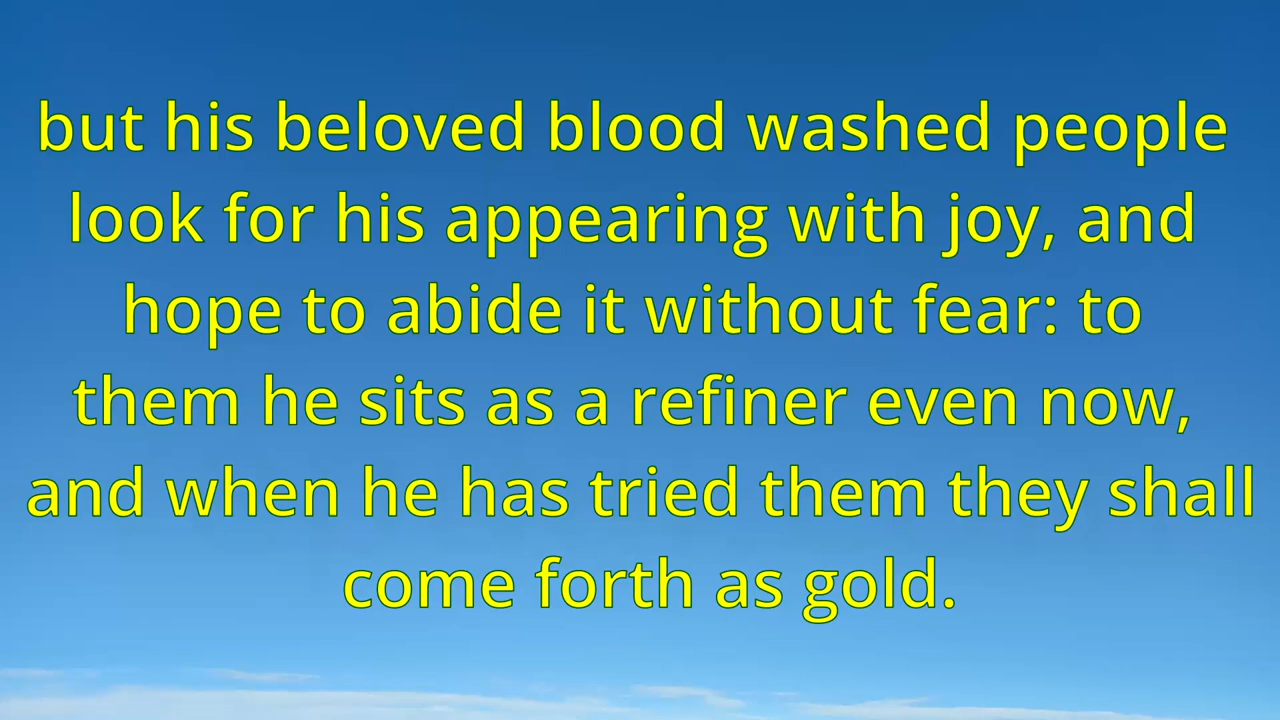 but his beloved blood washed people
look for his appearing with joy, and
hope to abide it without fear: to
them he sits as a refiner even now,
and when he has tried them they shall
come forth as gold.